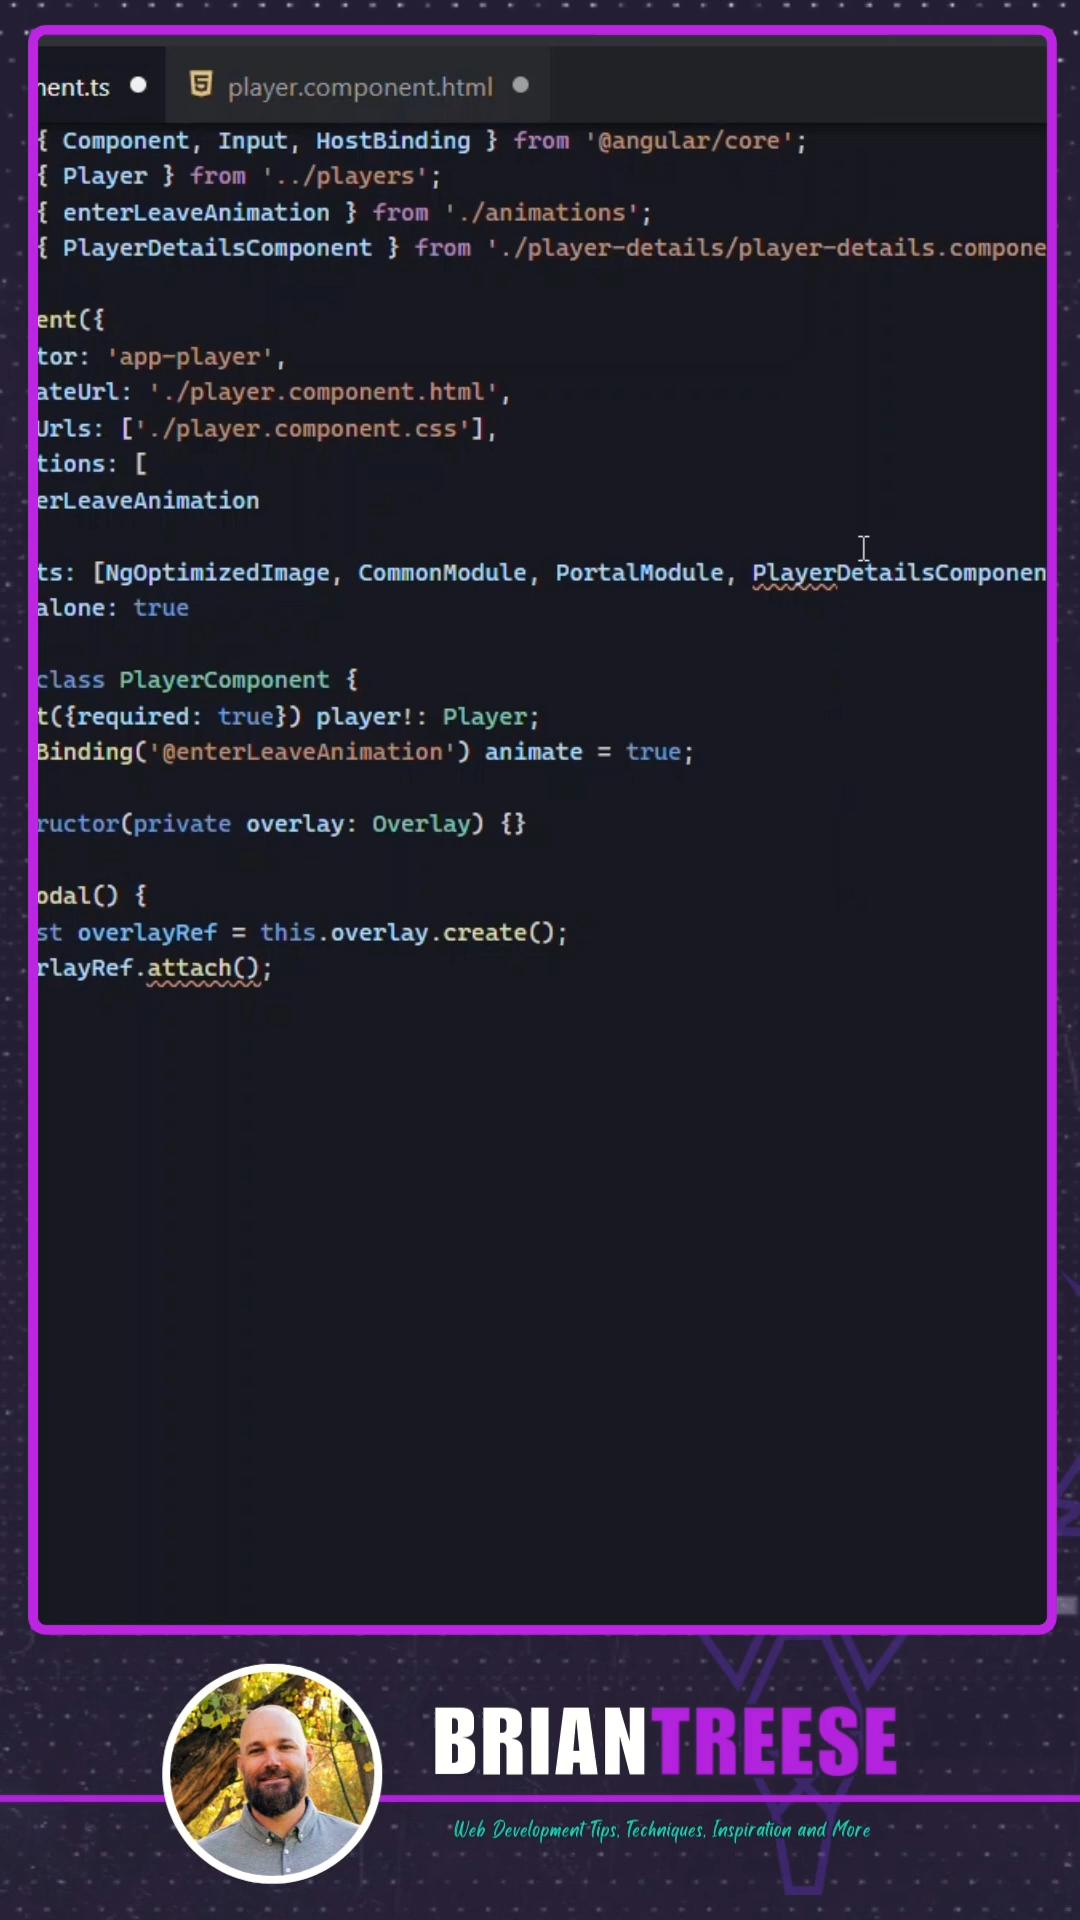 nent.ts player.component.html
{ Component, Input, HostBinding } from '@angular/core';
{ Player } from '../players';
{ enterLeaveAnimation } from './animations';
{ PlayerDetailsComponent } from './player-details/player-details.compone
ent({
tor: 'app-player',
ateUrl: './player.component.html',
Urls: ['./player.component.css'],
tions: [
erLeaveAnimation
ts: [NgOptimizedImage, CommonModule, PortalModule, PlayerDetailsComponen
alone: true
class PlayerComponent {
t({required: true}) player!: Player;
Binding('@enterLeaveAnimation') animate = true;
ructor(private overlay: Overlay) {}
odal() {
st overlayRef = this.overlay.create();
rlayRef.attach();
BRIANTREESE
Web Development Tips, Techniques, Inspiration and More